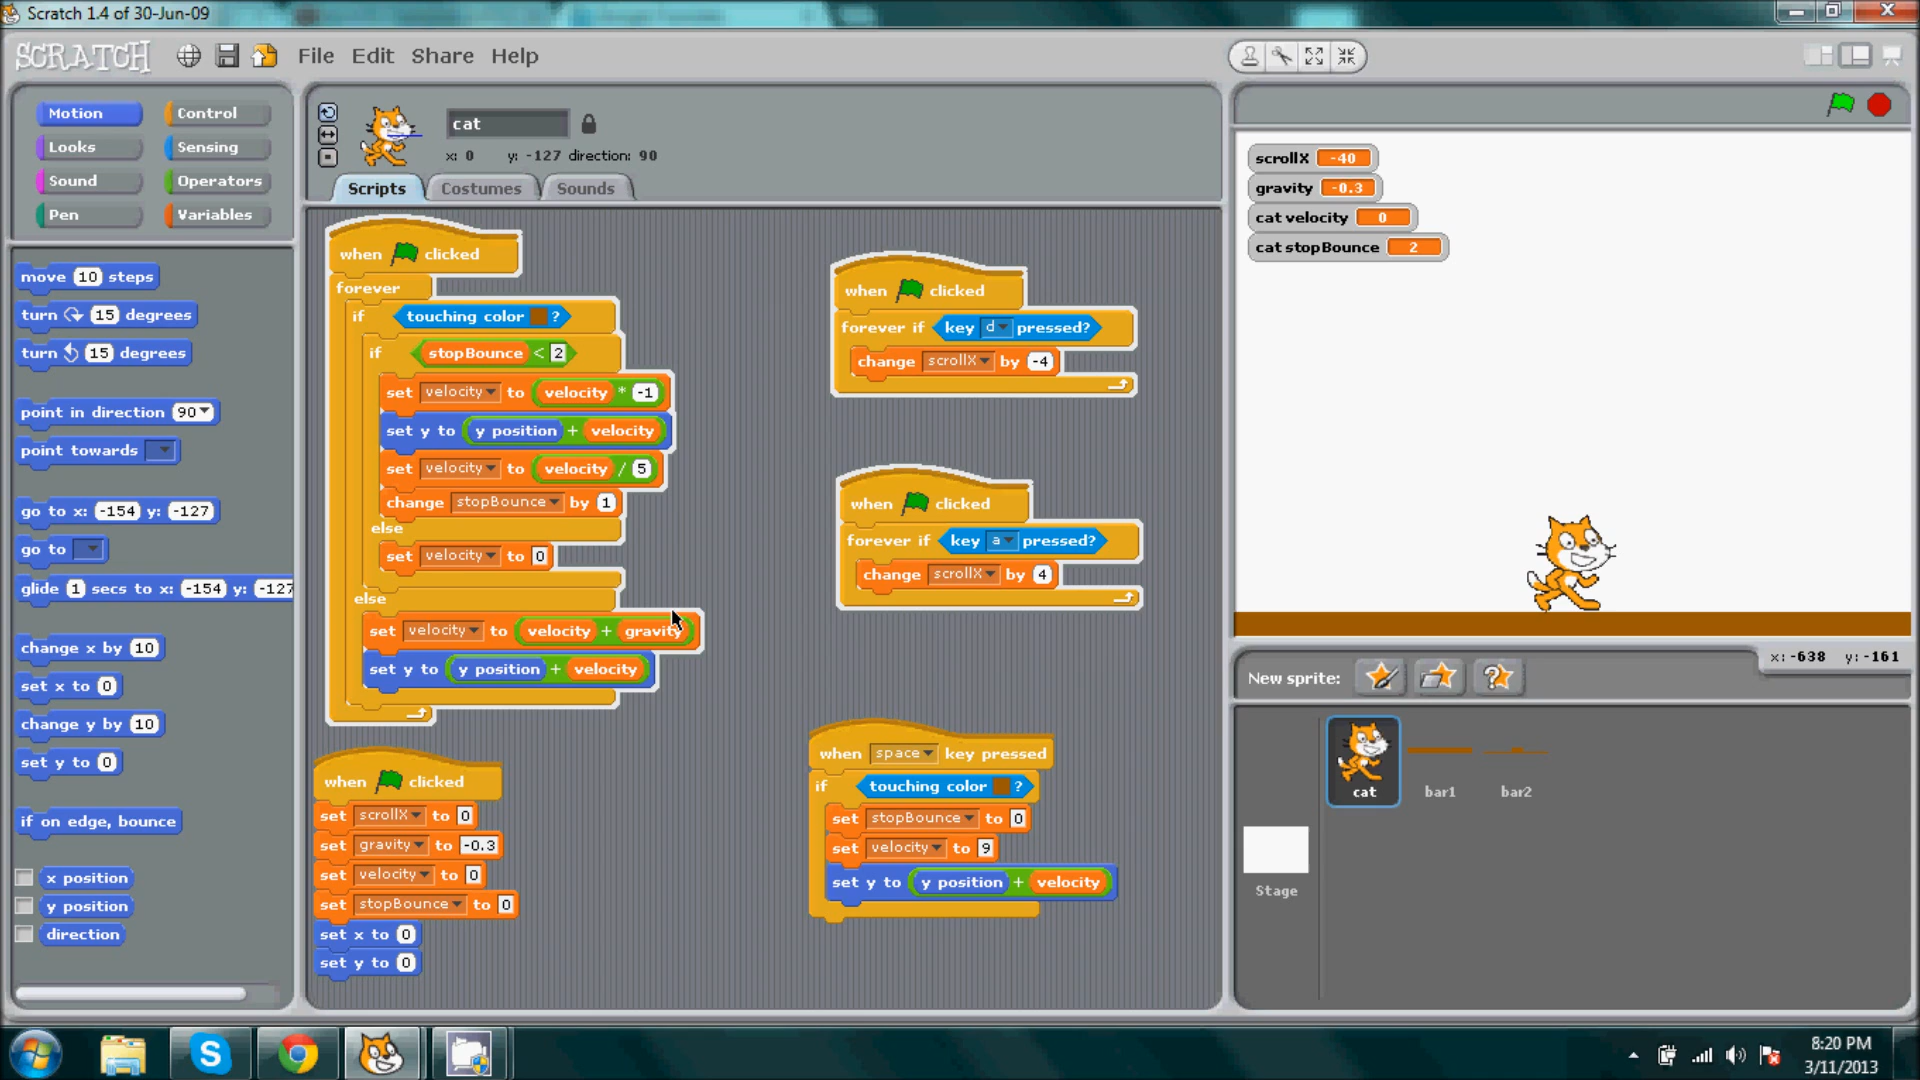 Scratch 1.4 of 30-Jun-09
SCRATCH
File Edit Share Help
Motion
Control
Looks
Sensing
Sound
Operators
Pen
Variables
move 10 steps
turn 15 degrees
turn 15 degrees
point in direction 90
point towards
go to x: -154 y: -127
go to
glide 1 secs to x: -154 y: -127
change x by 10
set x to 0
change y by 10
set y to 0
if on edge, bounce
x position
y position
direction
cat
x: 0 y: -127 direction: 90
Scripts
Costumes
Sounds
when clicked
forever
if touching color ?
if stopBounce < 2
set velocity to velocity * -1
set y to y position + velocity
set velocity to velocity / 5
change stopBounce by 1
else
set velocity to 0
else
set velocity to velocity + gravity
set y to y position + velocity
when clicked
set scrollX to 0
set gravity to -0.3
set velocity to 0
set stopBounce to 0
set x to 0
set y to 0
when clicked
forever if key d pressed?
change scrollX by -4
when clicked
forever if key a pressed?
change scrollX by 4
when space key pressed
if touching color ?
set stopBounce to 0
set velocity to 9
set y to y position + velocity
scrollX -40
gravity -0.3
cat velocity 0
cat stopBounce 2
x: -638 y: -161
New sprite:
cat
bar1
bar2
Stage
8:20 PM
3/11/2013